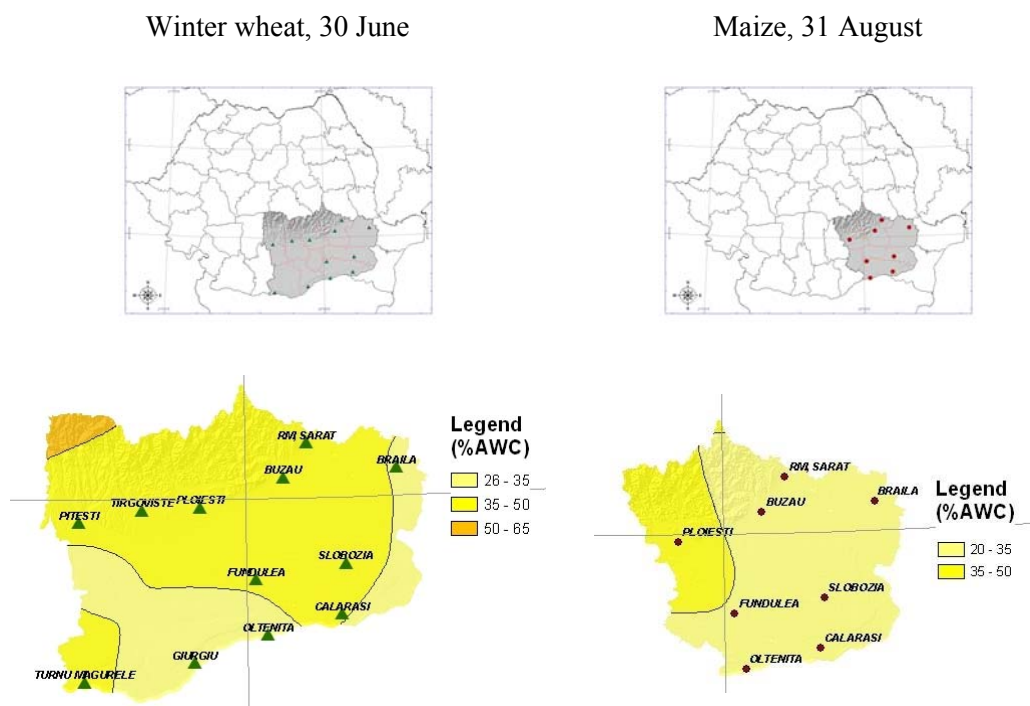 Winter wheat, 30 June
Maize, 31 August
Legend
(%AWC)
26 - 35
35 - 50
50 - 65
RM, SARAT
BRAILA
BUZAU
TIRGOVISTE
PLOIESTI
PITESTI
SLOBOZIA
FUNDULEA
CALARASI
OLTENITA
GIURGIU
TURNU MAGURELE
Legend
(%AWC)
20 - 35
35 - 50
RM, SARAT
BRAILA
BUZAU
PLOIESTI
SLOBOZIA
FUNDULEA
CALARASI
OLTENITA